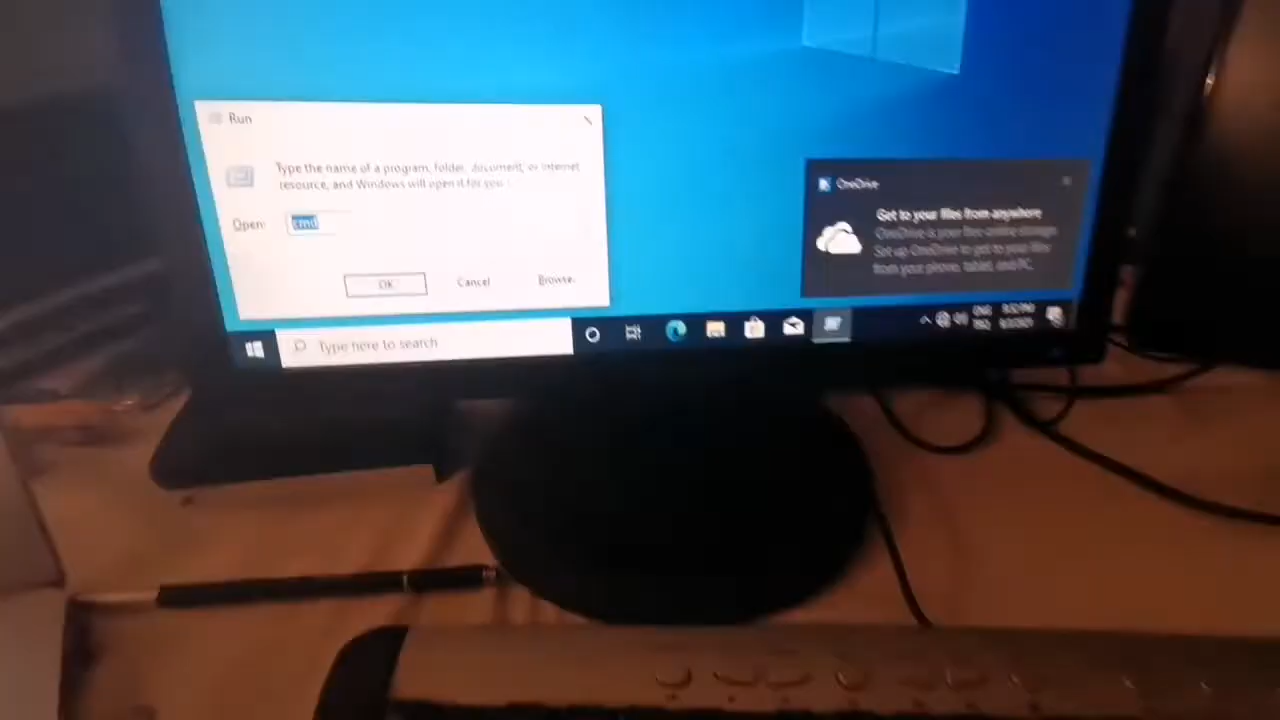 Run
Type the name of a program, folder, document, or Internet
resource, and Windows will open it for you.
Open:
cmd
OK
Cancel
Browse.
OneDrive
Get to your files from anywhere
OneDrive is your free online storage.
Set up OneDrive to get to your files
from your phone, tablet, and PC.
Type here to search